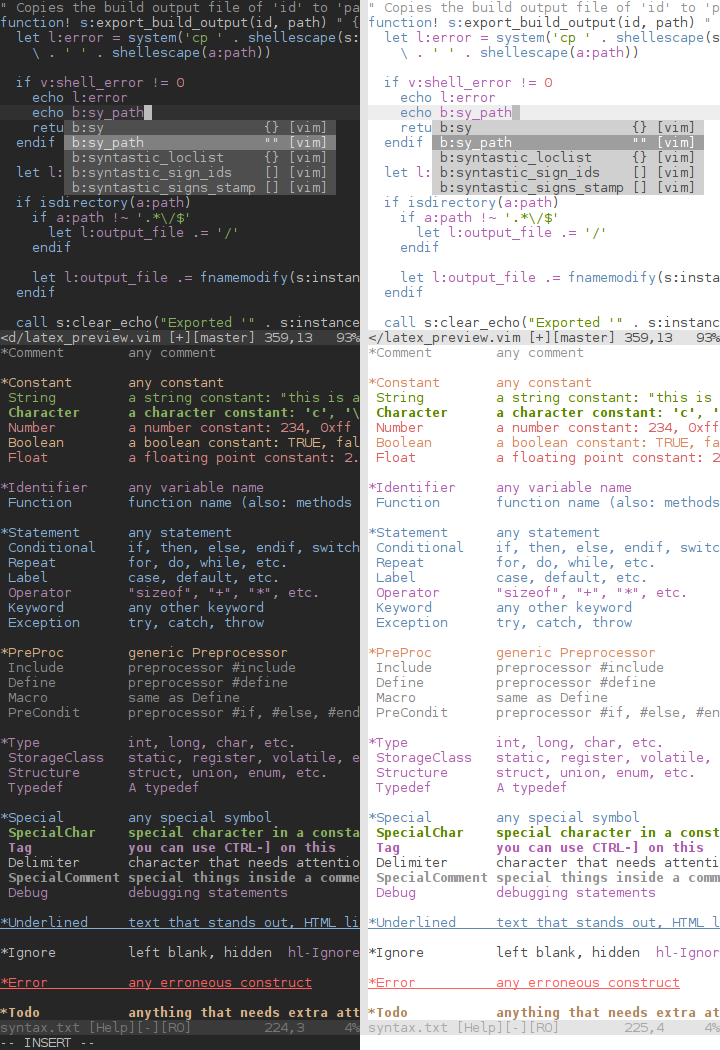 " Copies the build output file of 'id' to 'pa
function! s:export_build_output(id, path) " {
let l:error = system('cp ' . shellescape(s:
\ . ' ' . shellescape(a:path))
if v:shell_error != 0
echo l:error
echo b:sy_path
retu b:sy {} [vim]
endif b:sy_path "" [vim]
b:syntastic_loclist {} [vim]
let l: b:syntastic_sign_ids [] [vim]
b:syntastic_signs_stamp [] [vim]
if isdirectory(a:path)
if a:path !~ '.*\/$'
let l:output_file .= '/'
endif
let l:output_file .= fnamemodify(s:instan
endif
call s:clear_echo("Exported '" . s:instance
<d/latex_preview.vim [+][master] 359,13 93%
*Comment any comment
*Constant any constant
String a string constant: "this is a
Character a character constant: 'c', '\
Number a number constant: 234, 0xff
Boolean a boolean constant: TRUE, fal
Float a floating point constant: 2.
*Identifier any variable name
Function function name (also: methods
*Statement any statement
Conditional if, then, else, endif, switch
Repeat for, do, while, etc.
Label case, default, etc.
Operator "sizeof", "+", "*", etc.
Keyword any other keyword
Exception try, catch, throw
*PreProc generic Preprocessor
Include preprocessor #include
Define preprocessor #define
Macro same as Define
PreCondit preprocessor #if, #else, #end
*Type int, long, char, etc.
StorageClass static, register, volatile, e
Structure struct, union, enum, etc.
Typedef A typedef
*Special any special symbol
SpecialChar special character in a consta
Tag you can use CTRL-] on this
Delimiter character that needs attentio
SpecialComment special things inside a comme
Debug debugging statements
*Underlined text that stands out, HTML li
*Ignore left blank, hidden hl-Ignore
*Error any erroneous construct
*Todo anything that needs extra att
syntax.txt [Help][-][RO] 224,3 4%
-- INSERT --
" Copies the build output file of 'id' to 'p
function! s:export_build_output(id, path) "
let l:error = system('cp ' . shellescape(s
\ . ' ' . shellescape(a:path))
if v:shell_error != 0
echo l:error
echo b:sy_path
retu b:sy {} [vim]
endif b:sy_path "" [vim]
b:syntastic_loclist {} [vim]
let l: b:syntastic_sign_ids [] [vim]
b:syntastic_signs_stamp [] [vim]
if isdirectory(a:path)
if a:path !~ '.*\/$'
let l:output_file .= '/'
endif
let l:output_file .= fnamemodify(s:insta
endif
call s:clear_echo("Exported '" . s:instanc
</latex_preview.vim [+][master] 359,13 93%
*Comment any comment
*Constant any constant
String a string constant: "this is
Character a character constant: 'c', '
Number a number constant: 234, 0xff
Boolean a boolean constant: TRUE, fa
Float a floating point constant: 2
*Identifier any variable name
Function function name (also: methods
*Statement any statement
Conditional if, then, else, endif, switc
Repeat for, do, while, etc.
Label case, default, etc.
Operator "sizeof", "+", "*", etc.
Keyword any other keyword
Exception try, catch, throw
*PreProc generic Preprocessor
Include preprocessor #include
Define preprocessor #define
Macro same as Define
PreCondit preprocessor #if, #else, #en
*Type int, long, char, etc.
StorageClass static, register, volatile,
Structure struct, union, enum, etc.
Typedef A typedef
*Special any special symbol
SpecialChar special character in a const
Tag you can use CTRL-] on this
Delimiter character that needs attenti
SpecialComment special things inside a comm
Debug debugging statements
*Underlined text that stands out, HTML l
*Ignore left blank, hidden hl-Ignor
*Error any erroneous construct
*Todo anything that needs extra at
syntax.txt [Help][-][RO] 225,4 4%